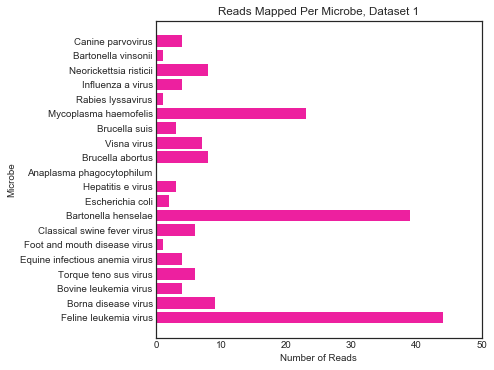 Reads Mapped Per Microbe, Dataset 1
Canine parvovirus
Bartonella vinsonii
Neorickettsia risticii
Influenza a virus
Rabies lyssavirus
Mycoplasma haemofelis
Brucella suis
Visna virus
Brucella abortus
Anaplasma phagocytophilum
Hepatitis e virus
Escherichia coli
Bartonella henselae
Classical swine fever virus
Foot and mouth disease virus
Equine infectious anemia virus
Torque teno sus virus
Bovine leukemia virus
Borna disease virus
Feline leukemia virus
Microbe
0 10 20 30 40 50
Number of Reads